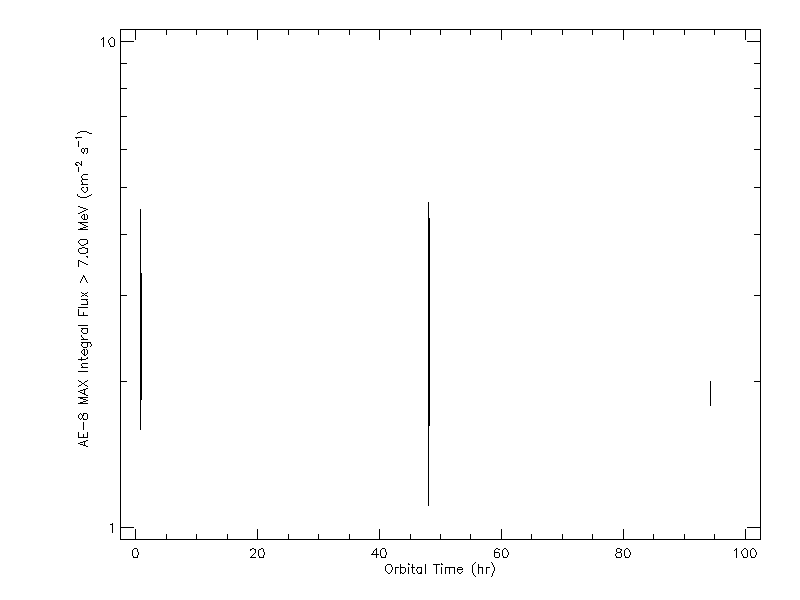 10
1
AE-8 MAX Integral Flux > 7.00 MeV (cm⁻² s⁻¹)
0 20 40 60 80 100
Orbital Time (hr)